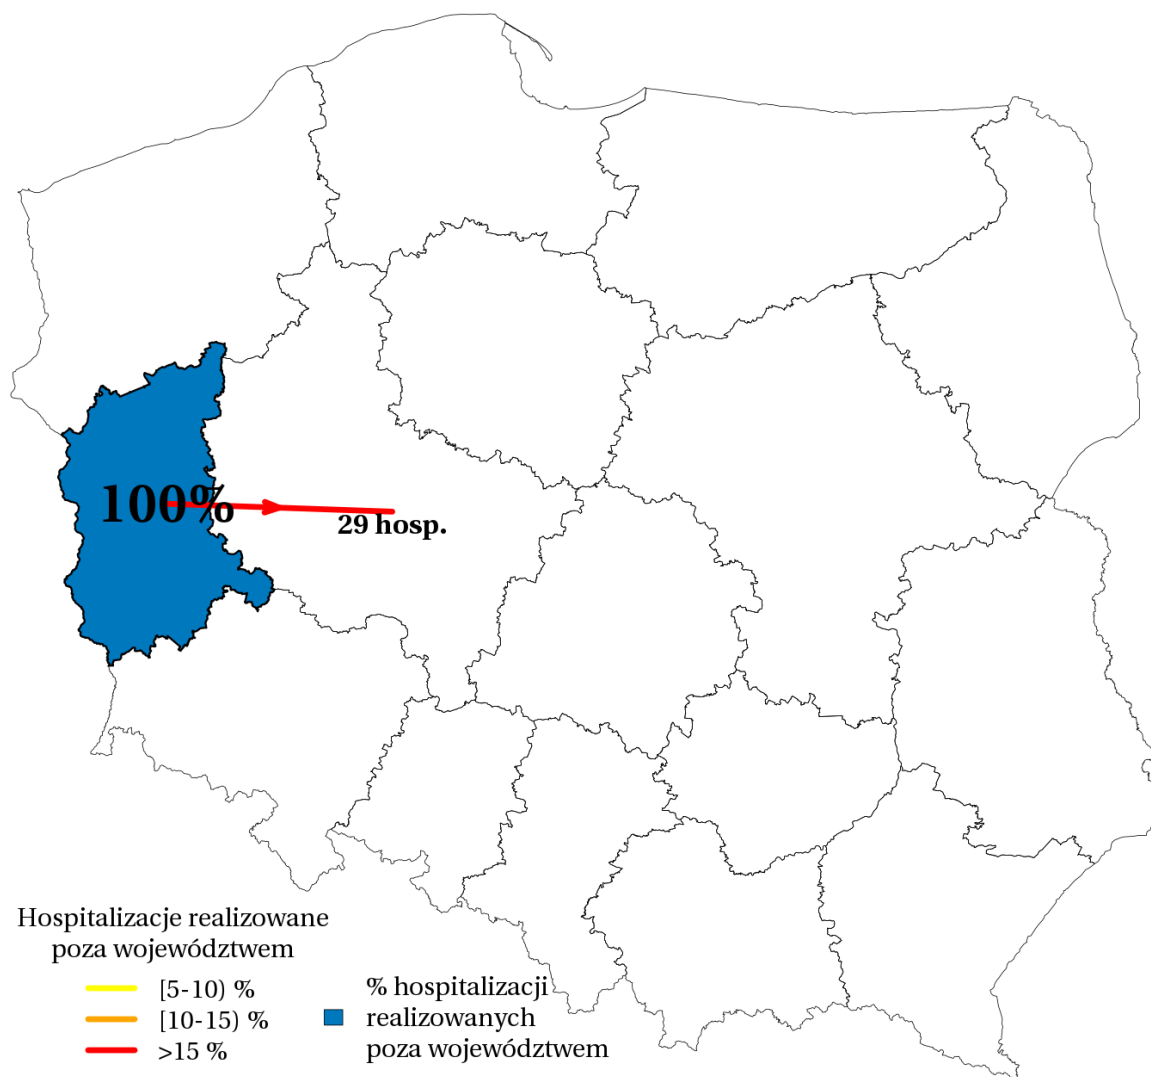 100%
29 hosp.
Hospitalizacje realizowane
poza województwem
[5-10) %
[10-15) %
>15 %
% hospitalizacji
realizowanych
poza województwem